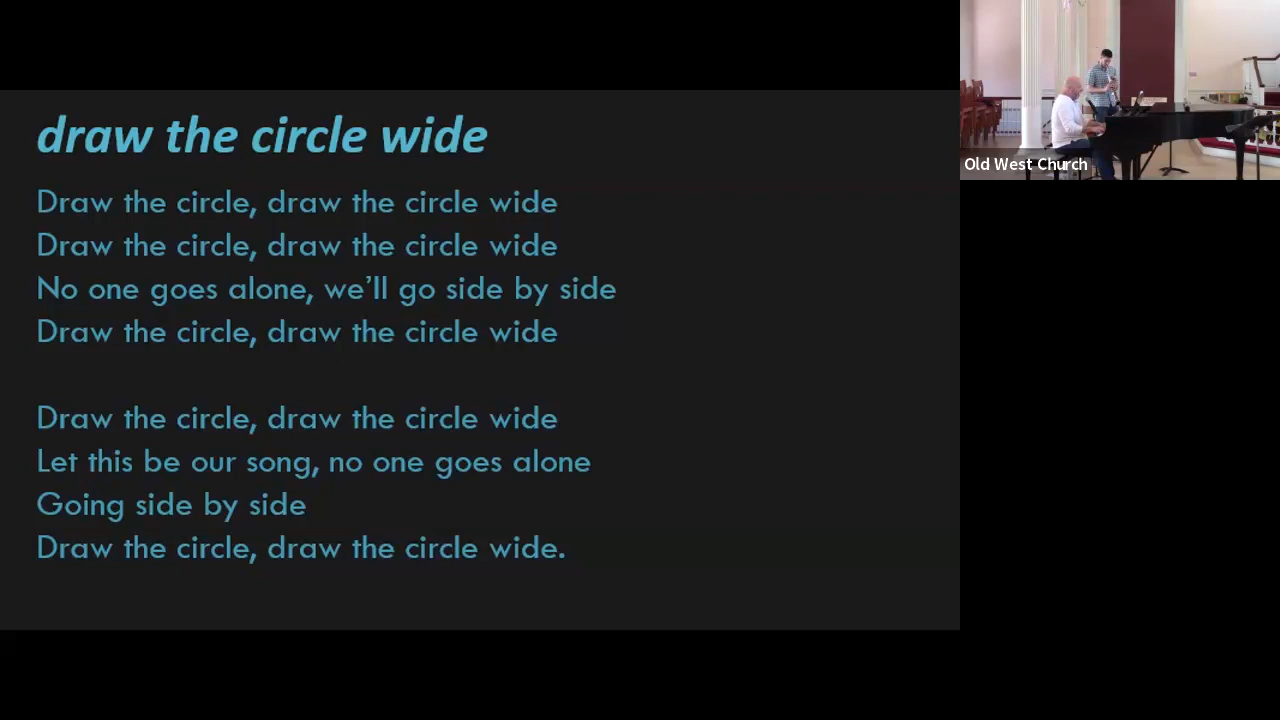 draw the circle wide
Draw the circle, draw the circle wide
Draw the circle, draw the circle wide
No one goes alone, we’ll go side by side
Draw the circle, draw the circle wide
Draw the circle, draw the circle wide
Let this be our song, no one goes alone
Going side by side
Draw the circle, draw the circle wide.
Old West Church